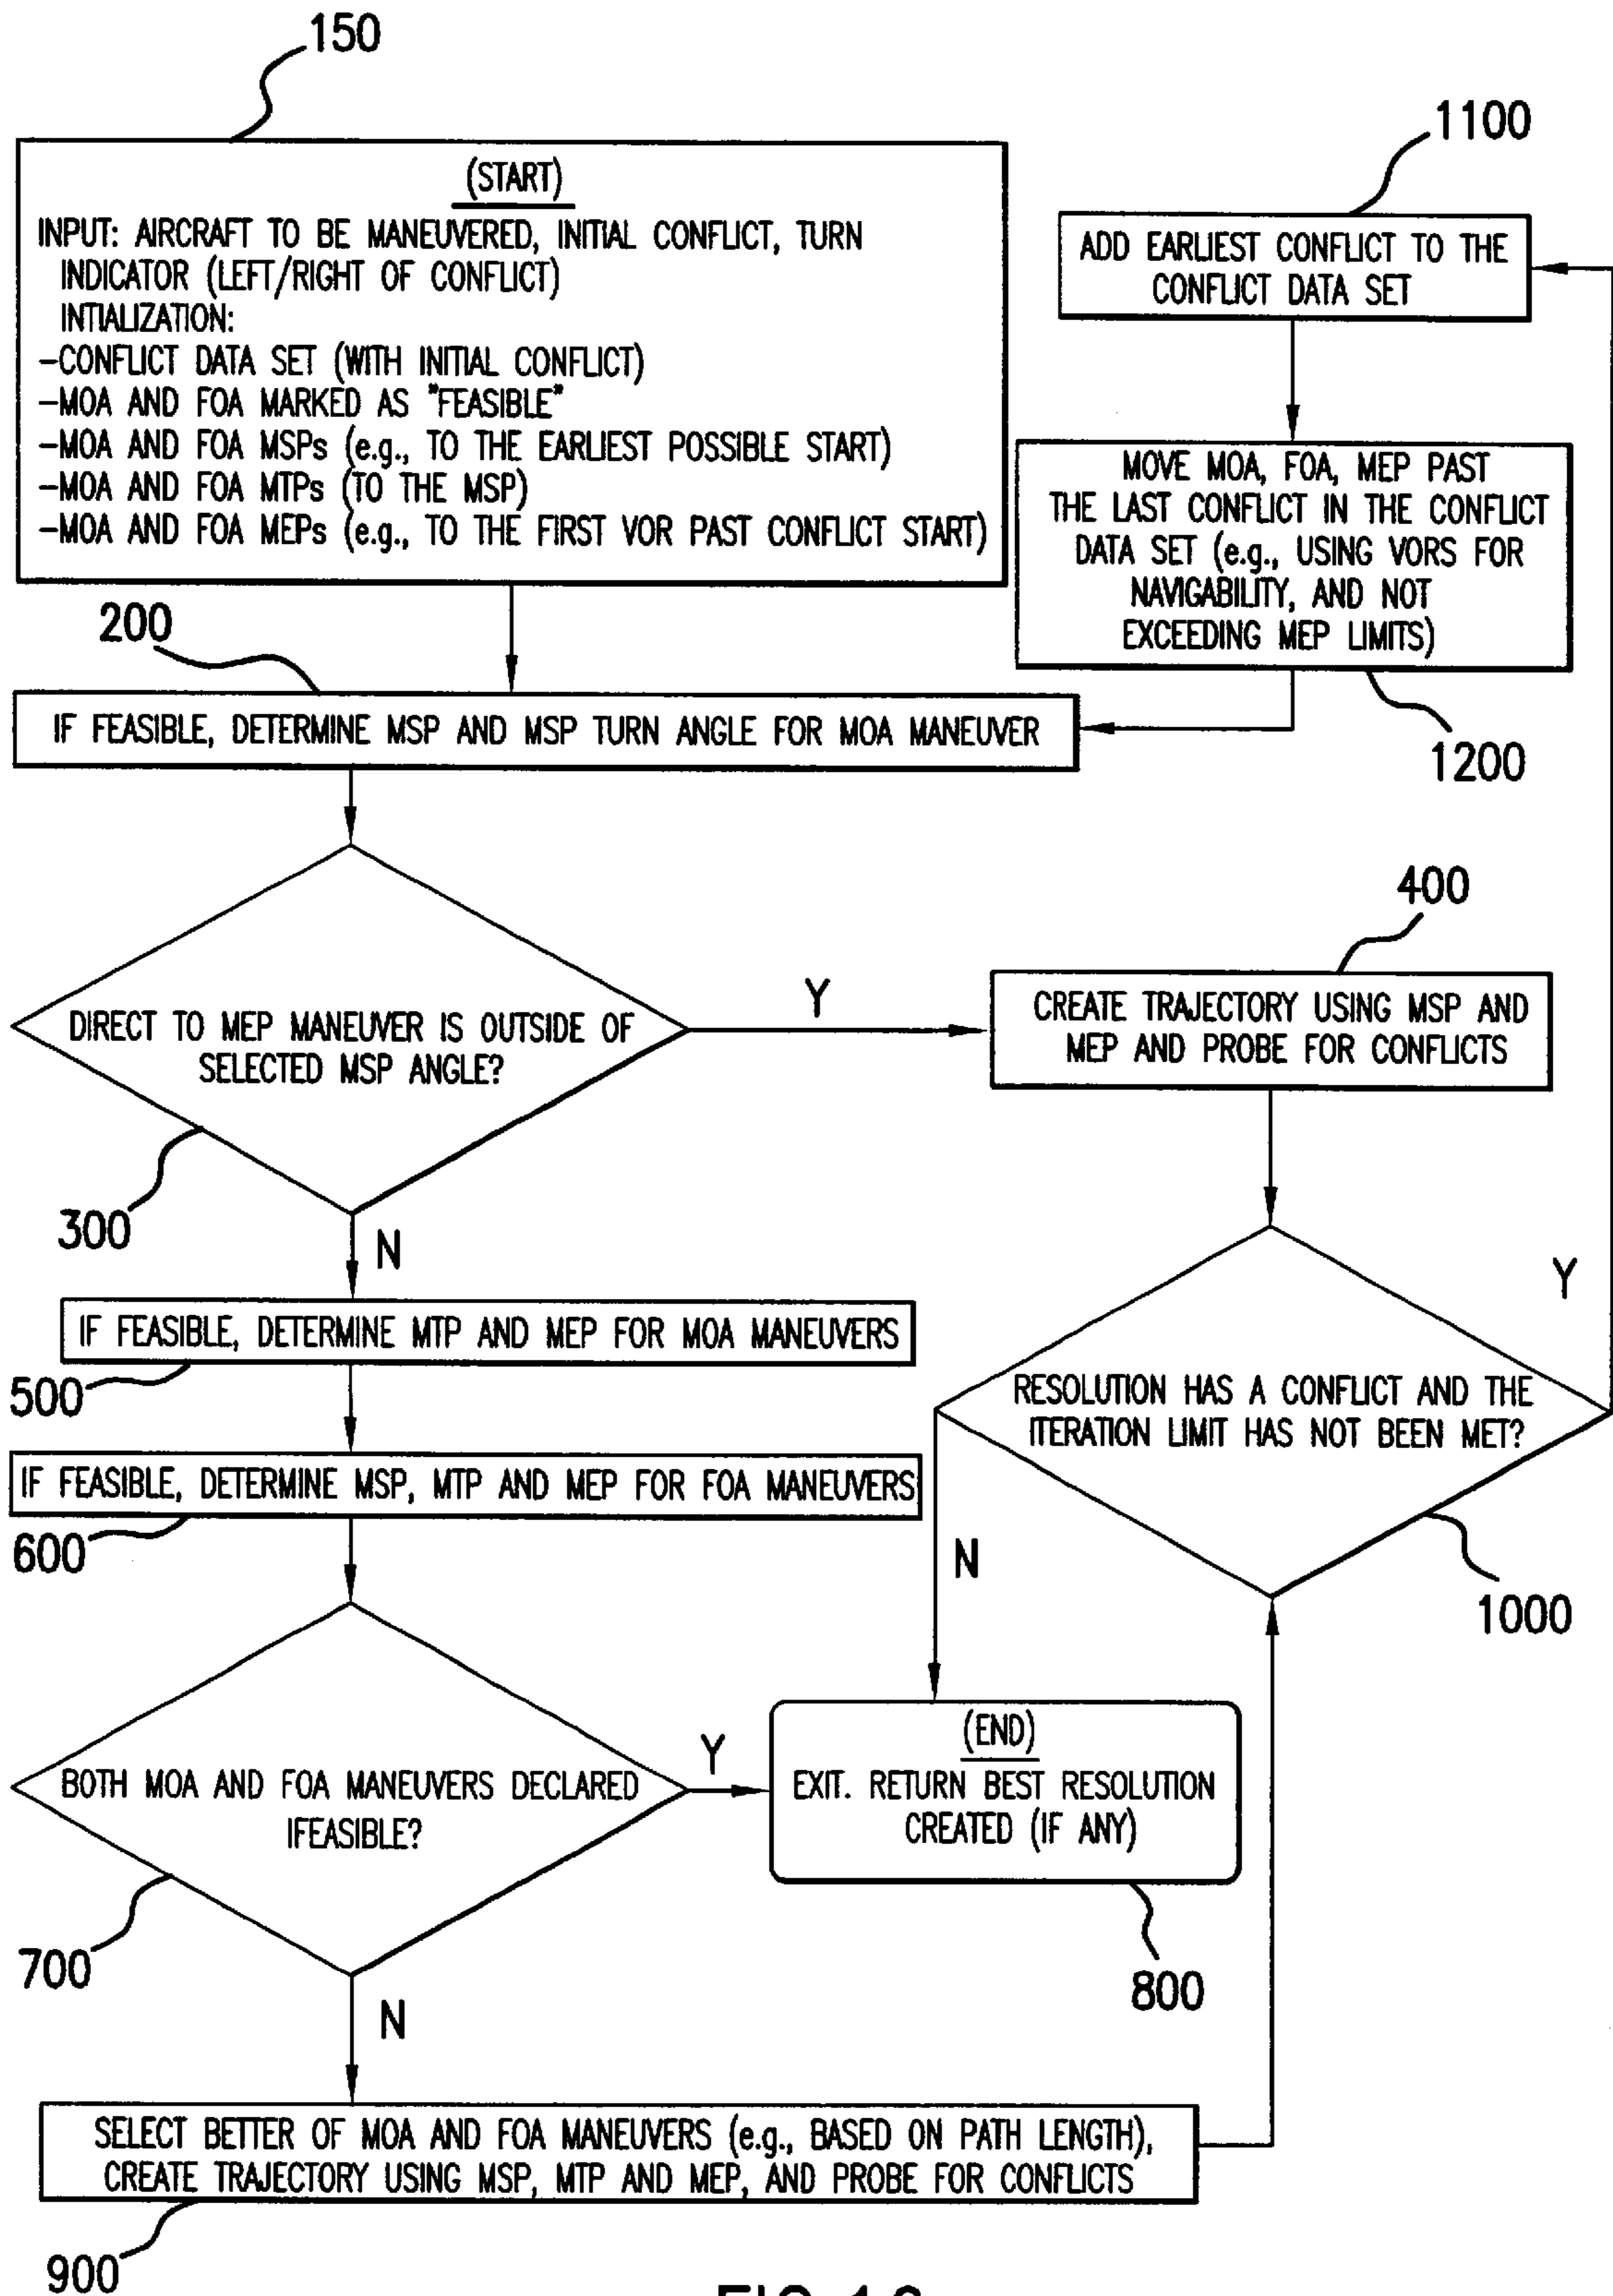 150
(START)
INPUT: AIRCRAFT TO BE MANEUVERED, INITIAL CONFLICT, TURN
INDICATOR (LEFT/RIGHT OF CONFLICT)
INTIALIZATION:
-CONFLICT DATA SET (WITH INITIAL CONFLICT)
-MOA AND FOA MARKED AS "FEASIBLE"
-MOA AND FOA MSPs (e.g., TO THE EARLIEST POSSIBLE START)
-MOA AND FOA MTPs (TO THE MSP)
-MOA AND FOA MEPs (e.g., TO THE FIRST VOR PAST CONFLICT START)
1100
ADD EARLIEST CONFLICT TO THE
CONFLICT DATA SET
MOVE MOA, FOA, MEP PAST
THE LAST CONFLICT IN THE CONFLICT
DATA SET (e.g., USING VORS FOR
NAVIGABILITY, AND NOT
EXCEEDING MEP LIMITS)
1200
200
IF FEASIBLE, DETERMINE MSP AND MSP TURN ANGLE FOR MOA MANEUVER
DIRECT TO MEP MANEUVER IS OUTSIDE OF
SELECTED MSP ANGLE?
300
Y
N
400
CREATE TRAJECTORY USING MSP AND
MEP AND PROBE FOR CONFLICTS
IF FEASIBLE, DETERMINE MTP AND MEP FOR MOA MANEUVERS
500
IF FEASIBLE, DETERMINE MSP, MTP AND MEP FOR FOA MANEUVERS
600
RESOLUTION HAS A CONFLICT AND THE
ITERATION LIMIT HAS NOT BEEN MET?
Y
N
1000
BOTH MOA AND FOA MANEUVERS DECLARED
IFEASIBLE?
700
Y
N
(END)
EXIT. RETURN BEST RESOLUTION
CREATED (IF ANY)
800
SELECT BETTER OF MOA AND FOA MANEUVERS (e.g., BASED ON PATH LENGTH),
CREATE TRAJECTORY USING MSP, MTP AND MEP, AND PROBE FOR CONFLICTS
900